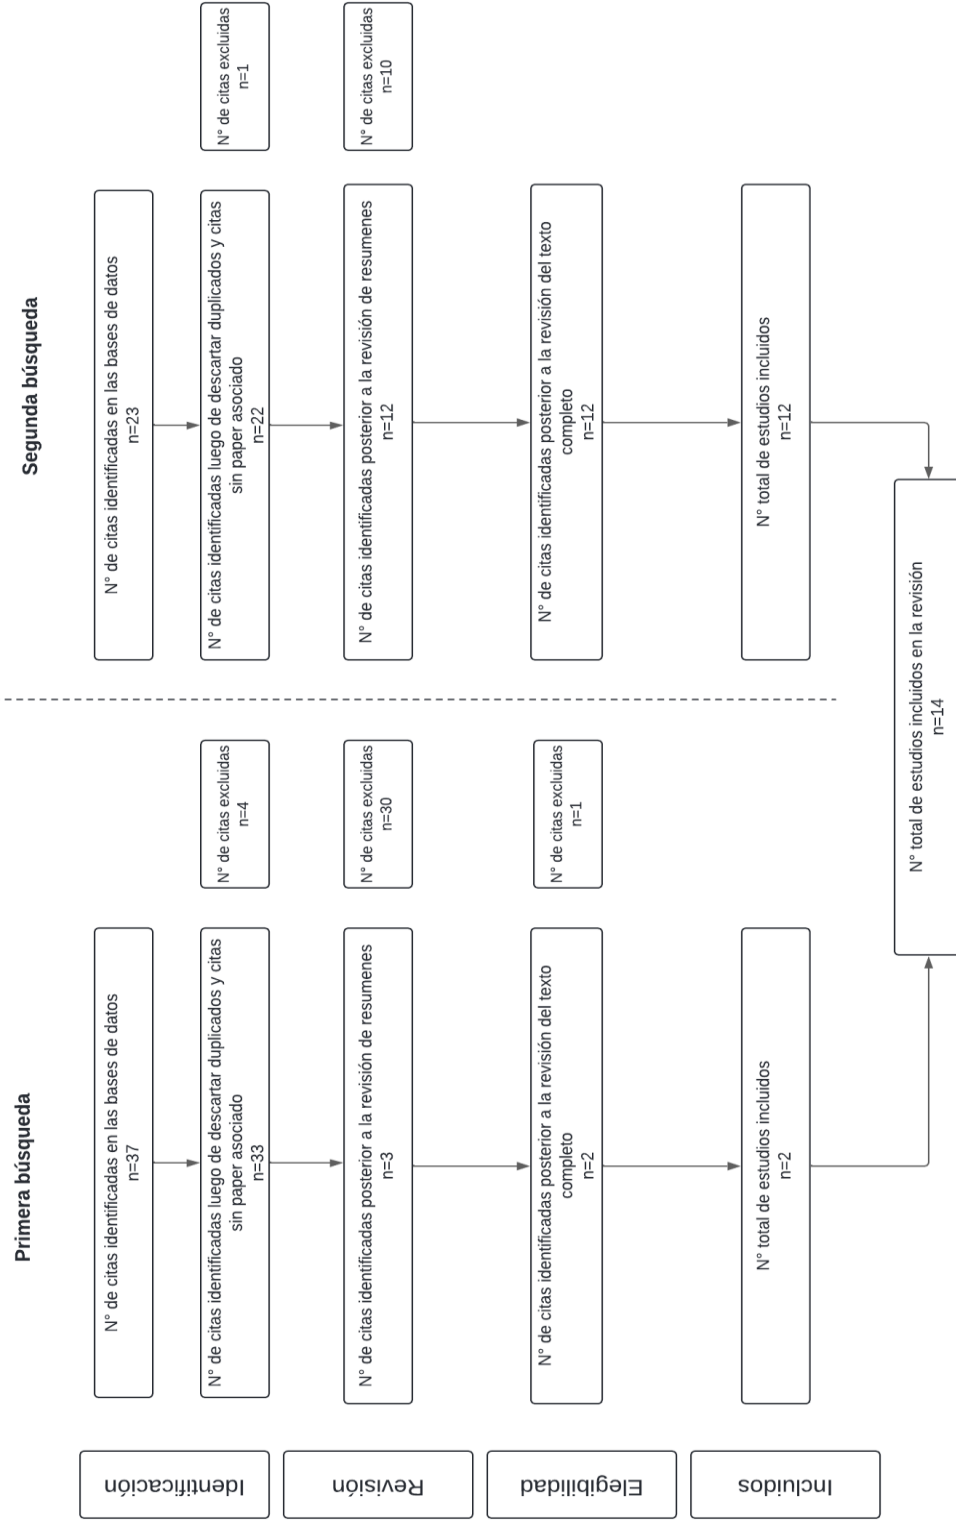 Primera búsqueda
Segunda búsqueda
Identificación
N° de citas identificadas en las bases de datos
n=37
N° de citas identificadas en las bases de datos
n=23
N° de citas identificadas luego de descartar duplicados y citas
sin paper asociado
n=33
N° de citas excluidas
n=4
N° de citas identificadas luego de descartar duplicados y citas
sin paper asociado
n=22
N° de citas excluidas
n=1
Revisión
N° de citas identificadas posterior a la revisión de resumenes
n=3
N° de citas excluidas
n=30
N° de citas identificadas posterior a la revisión de resumenes
n=12
N° de citas excluidas
n=10
Elegibilidad
N° de citas identificadas posterior a la revisión del texto
completo
n=2
N° de citas excluidas
n=1
N° de citas identificadas posterior a la revisión del texto
completo
n=12
Incluidos
N° total de estudios incluidos
n=2
N° total de estudios incluidos
n=12
N° total de estudios incluidos en la revisión
n=14